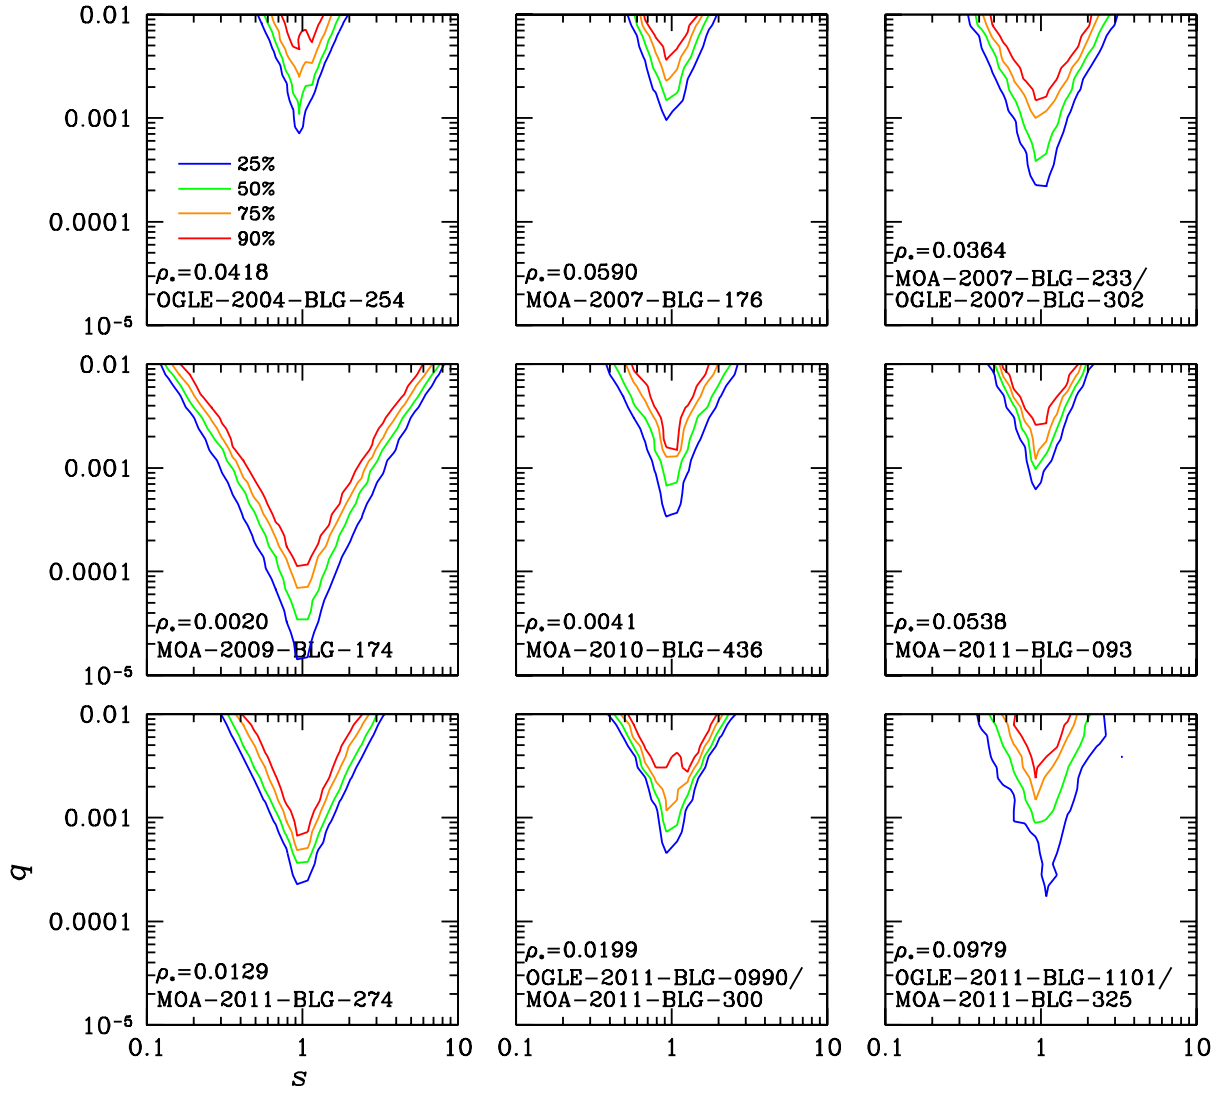 0.01
0.001
0.0001
10-5
25%
50%
75%
90%
ρ*=0.0418
OGLE-2004-BLG-254
ρ*=0.0590
MOA-2007-BLG-176
ρ*=0.0364
MOA-2007-BLG-233/
OGLE-2007-BLG-302
0.01
0.001
0.0001
10-5
ρ*=0.0020
MOA-2009-BLG-174
ρ*=0.0041
MOA-2010-BLG-436
ρ*=0.0538
MOA-2011-BLG-093
0.01
0.001
0.0001
10-5
q
ρ*=0.0129
MOA-2011-BLG-274
ρ*=0.0199
OGLE-2011-BLG-0990/
MOA-2011-BLG-300
ρ*=0.0979
OGLE-2011-BLG-1101/
MOA-2011-BLG-325
0.1 1 10
0.1 1 10
0.1 1 10
s